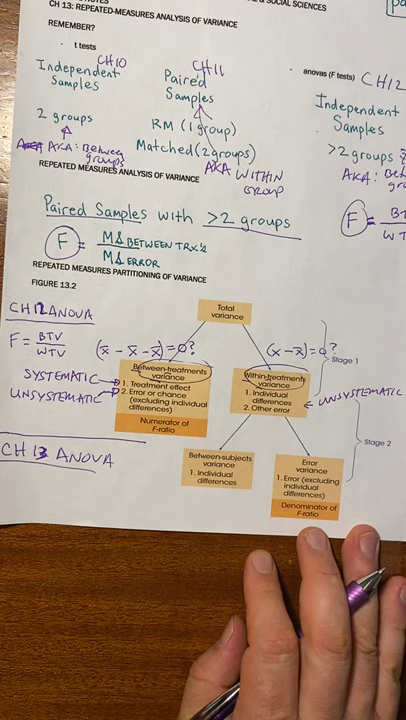 & SOCIAL SCIENCES
CH 13: REPEATED-MEASURES ANALYSIS OF VARIANCE
REMEMBER?
t tests
CH10
Independent
Samples
2 groups
AKA: Between
groups
CH11
Paired
Samples
RM (1 group)
Matched (2 groups)
AKA WITHIN
GROUP
anovas (F tests) CH12
Independent
Samples
>2 groups
AKA: Bet
F =
REPEATED MEASURES ANALYSIS OF VARIANCE
Paired Samples with >2 groups
F = MS BETWEEN TRX's
MS ERROR
REPEATED MEASURES PARTITIONING OF VARIANCE
FIGURE 13.2
CH12 ANOVA
F = BTV
WTV
(x̄ - x̄ - x̄) = 0?
(x - x̄) = 0?
SYSTEMATIC
UNSYSTEMATIC
Total
variance
Between-treatments
variance
1. Treatment effect
2. Error or chance
(excluding individual
differences)
Numerator of
F-ratio
Within-treatments
variance
1. Individual
differences
2. Other error
UNSYSTEMATIC
Stage 1
CH 13 ANOVA
Between-subjects
variance
1. Individual
differences
Error
variance
1. Error (excluding
individual
differences)
Denominator of
F-ratio
Stage 2